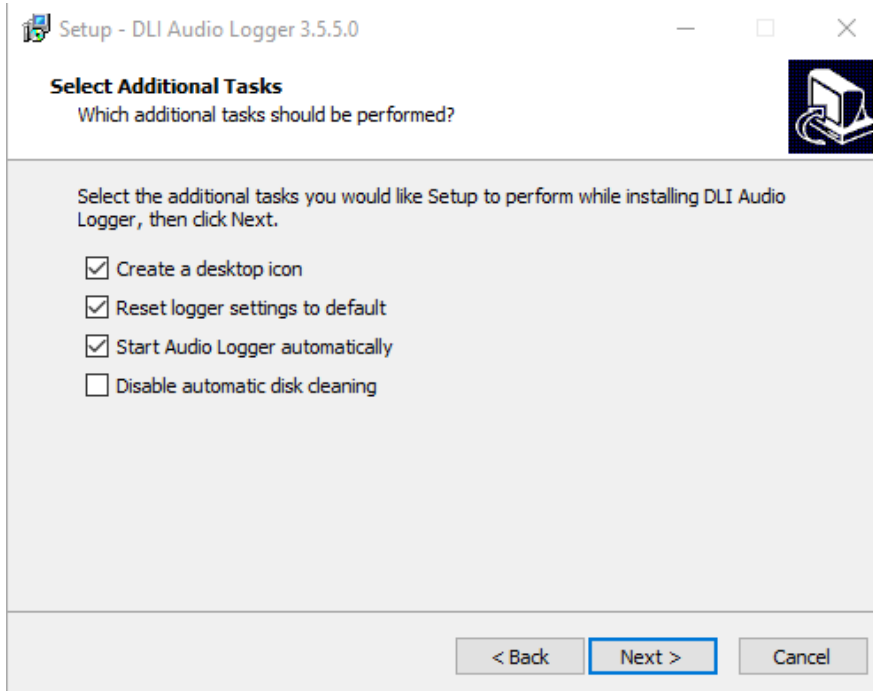 Setup - DLI Audio Logger 3.5.5.0
Select Additional Tasks
Which additional tasks should be performed?
Select the additional tasks you would like Setup to perform while installing DLI Audio
Logger, then click Next.
Create a desktop icon
Reset logger settings to default
Start Audio Logger automatically
Disable automatic disk cleaning
< Back Next > Cancel